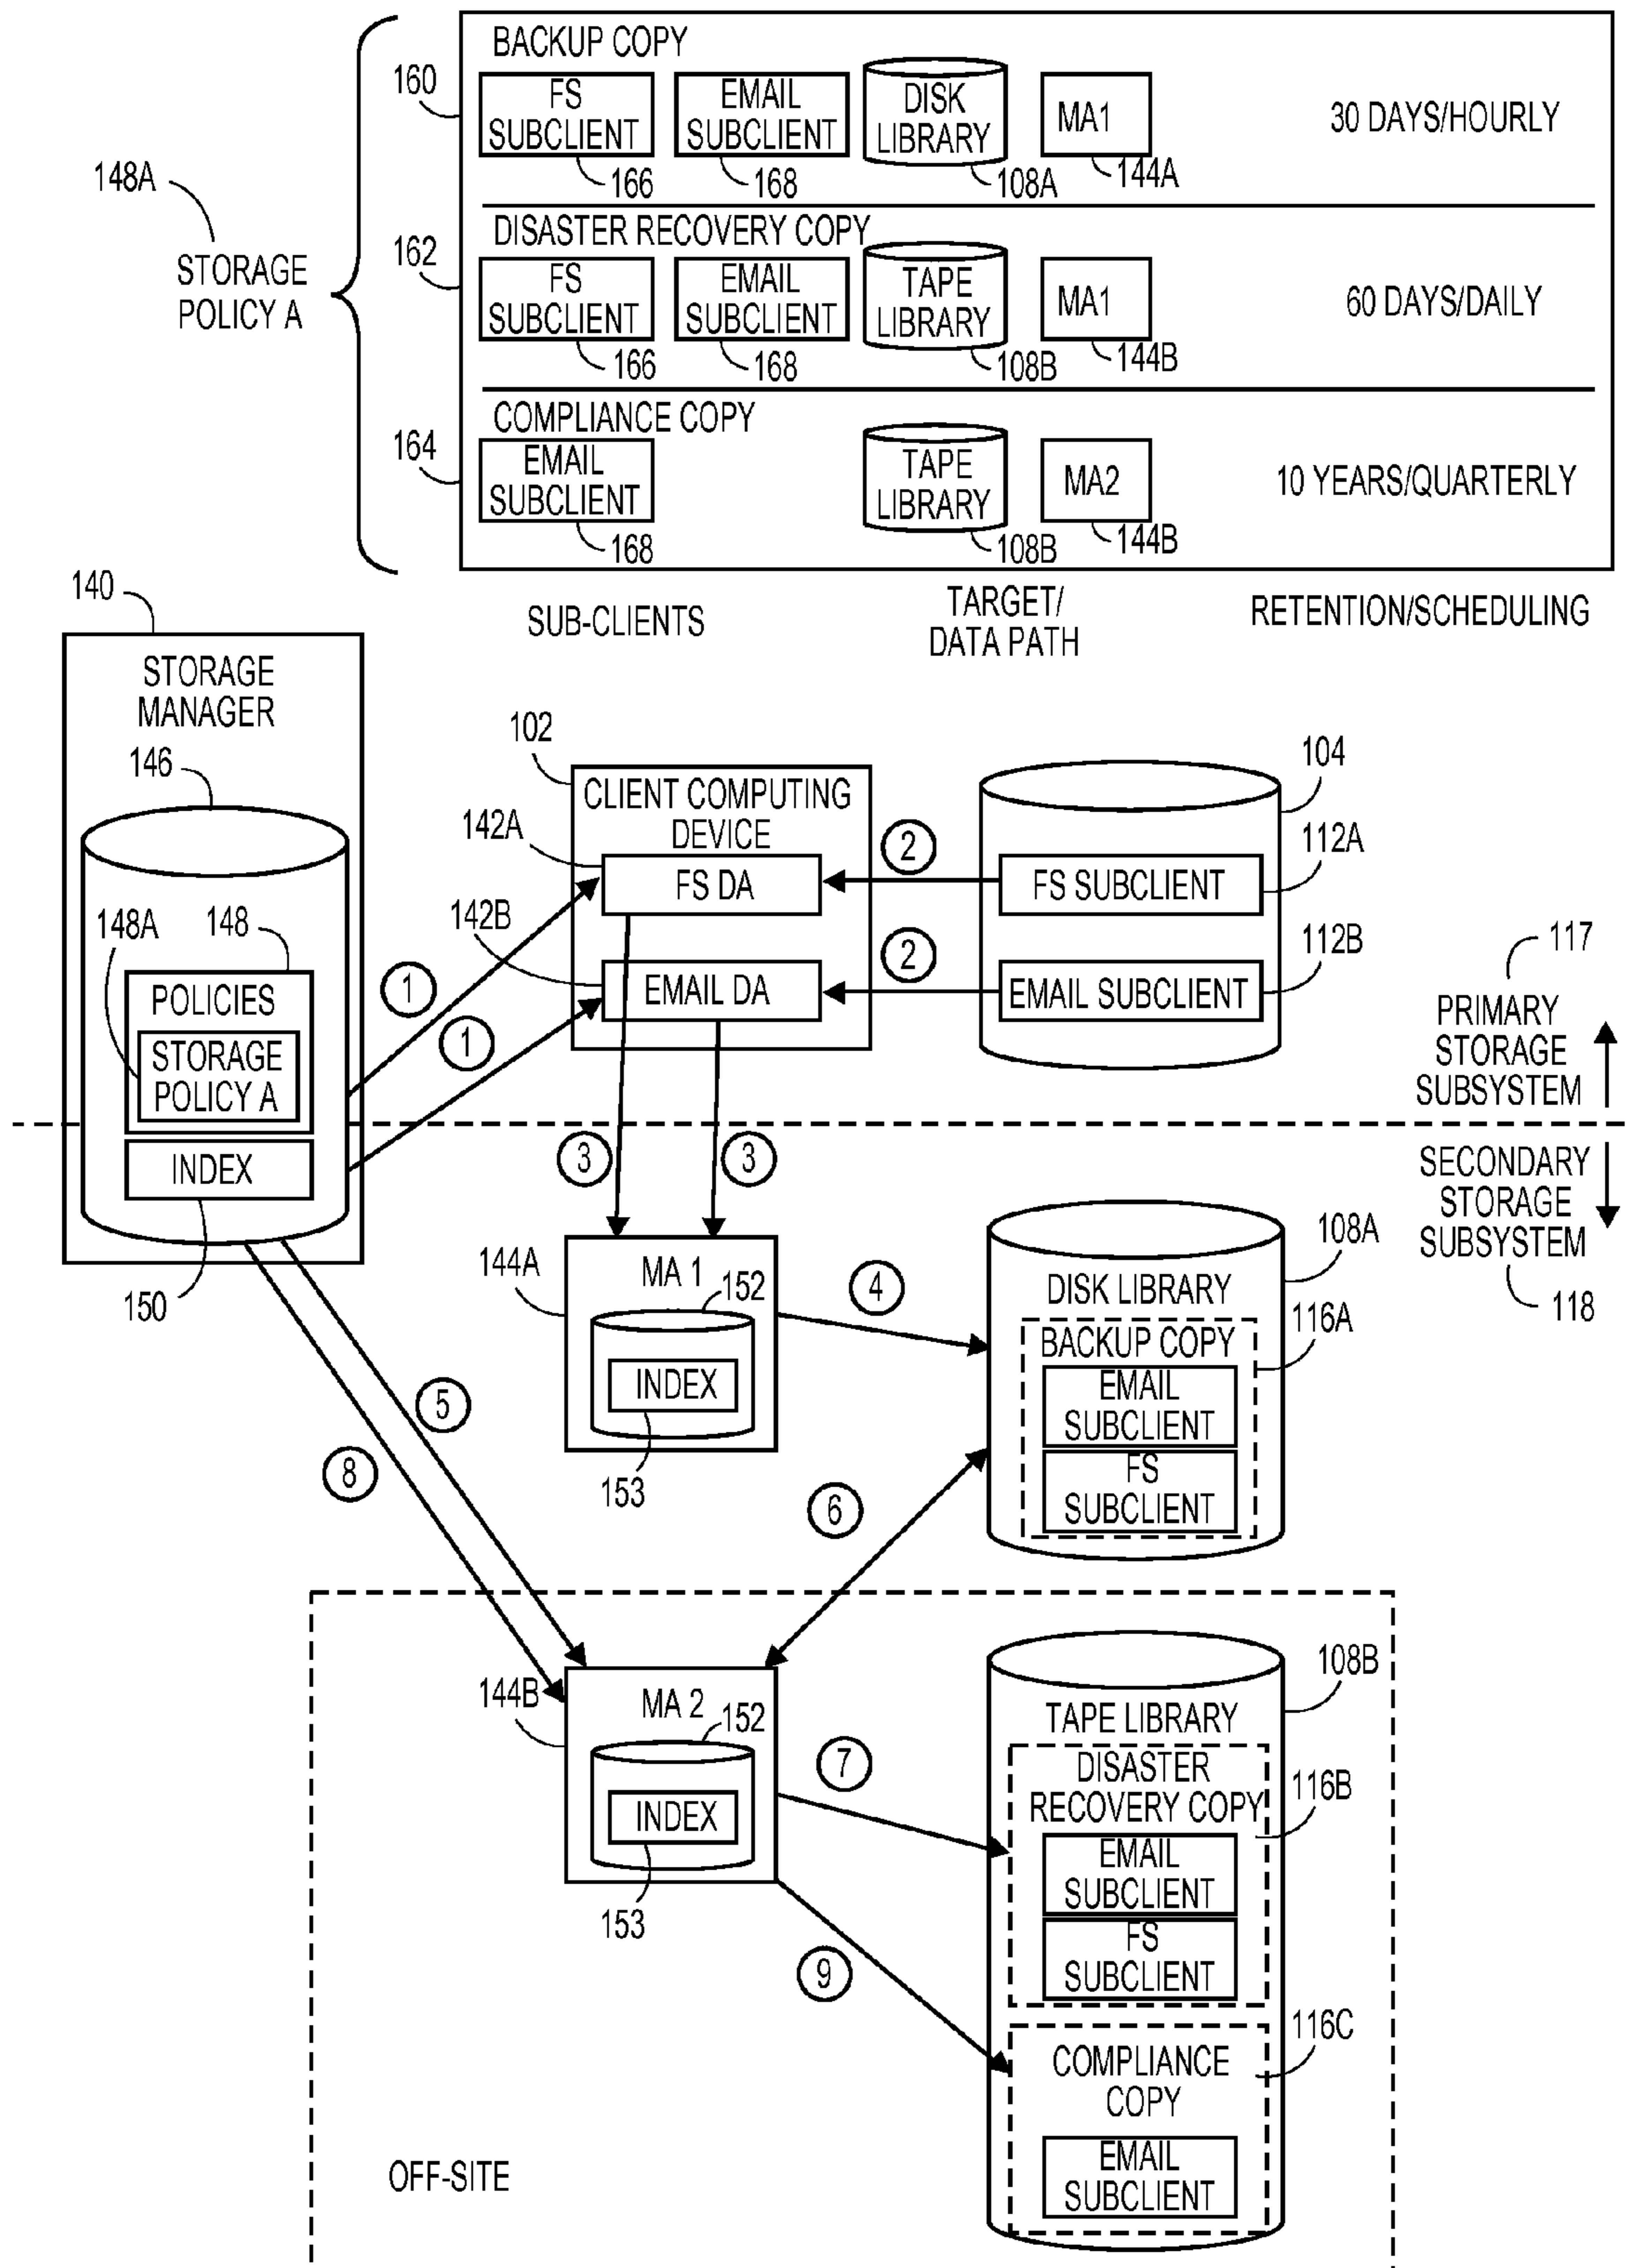 BACKUP COPY
160
FS
SUBCLIENT
166
EMAIL
SUBCLIENT
168
DISK
LIBRARY
108A
MA1
144A
30 DAYS/HOURLY
148A
STORAGE
POLICY A
DISASTER RECOVERY COPY
162
FS
SUBCLIENT
166
EMAIL
SUBCLIENT
168
TAPE
LIBRARY
108B
MA1
144B
60 DAYS/DAILY
COMPLIANCE COPY
164
EMAIL
SUBCLIENT
168
TAPE
LIBRARY
108B
MA2
144B
10 YEARS/QUARTERLY
SUB-CLIENTS
TARGET/
DATA PATH
RETENTION/SCHEDULING
140
STORAGE
MANAGER
146
148A
148
POLICIES
STORAGE
POLICY A
INDEX
150
1
1
102
CLIENT COMPUTING
DEVICE
142A
FS DA
142B
EMAIL DA
2
2
104
FS SUBCLIENT
112A
EMAIL SUBCLIENT
112B
117
PRIMARY
STORAGE
SUBSYSTEM
SECONDARY
STORAGE
SUBSYSTEM
118
3
3
144A
MA 1
152
INDEX
153
4
108A
DISK LIBRARY
BACKUP COPY
116A
EMAIL
SUBCLIENT
FS
SUBCLIENT
5
8
6
144B
MA 2
152
INDEX
153
7
9
108B
TAPE LIBRARY
DISASTER
RECOVERY COPY
116B
EMAIL
SUBCLIENT
FS
SUBCLIENT
116C
COMPLIANCE
COPY
EMAIL
SUBCLIENT
OFF-SITE